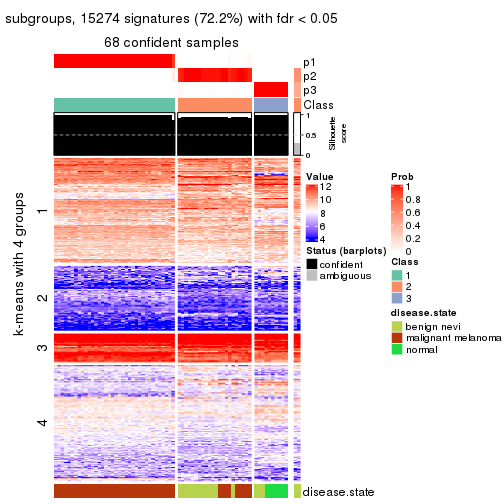 subgroups, 15274 signatures (72.2%) with fdr < 0.05
68 confident samples
p1
p2
p3
Class
1
0.5
0
Silhouette
score
k-means with 4 groups
1
2
3
4
Value
12
10
8
6
4
Status (barplots)
confident
ambiguous
Prob
1
0.8
0.6
0.4
0.2
0
Class
1
2
3
disease.state
benign nevi
malignant melanoma
normal
disease.state